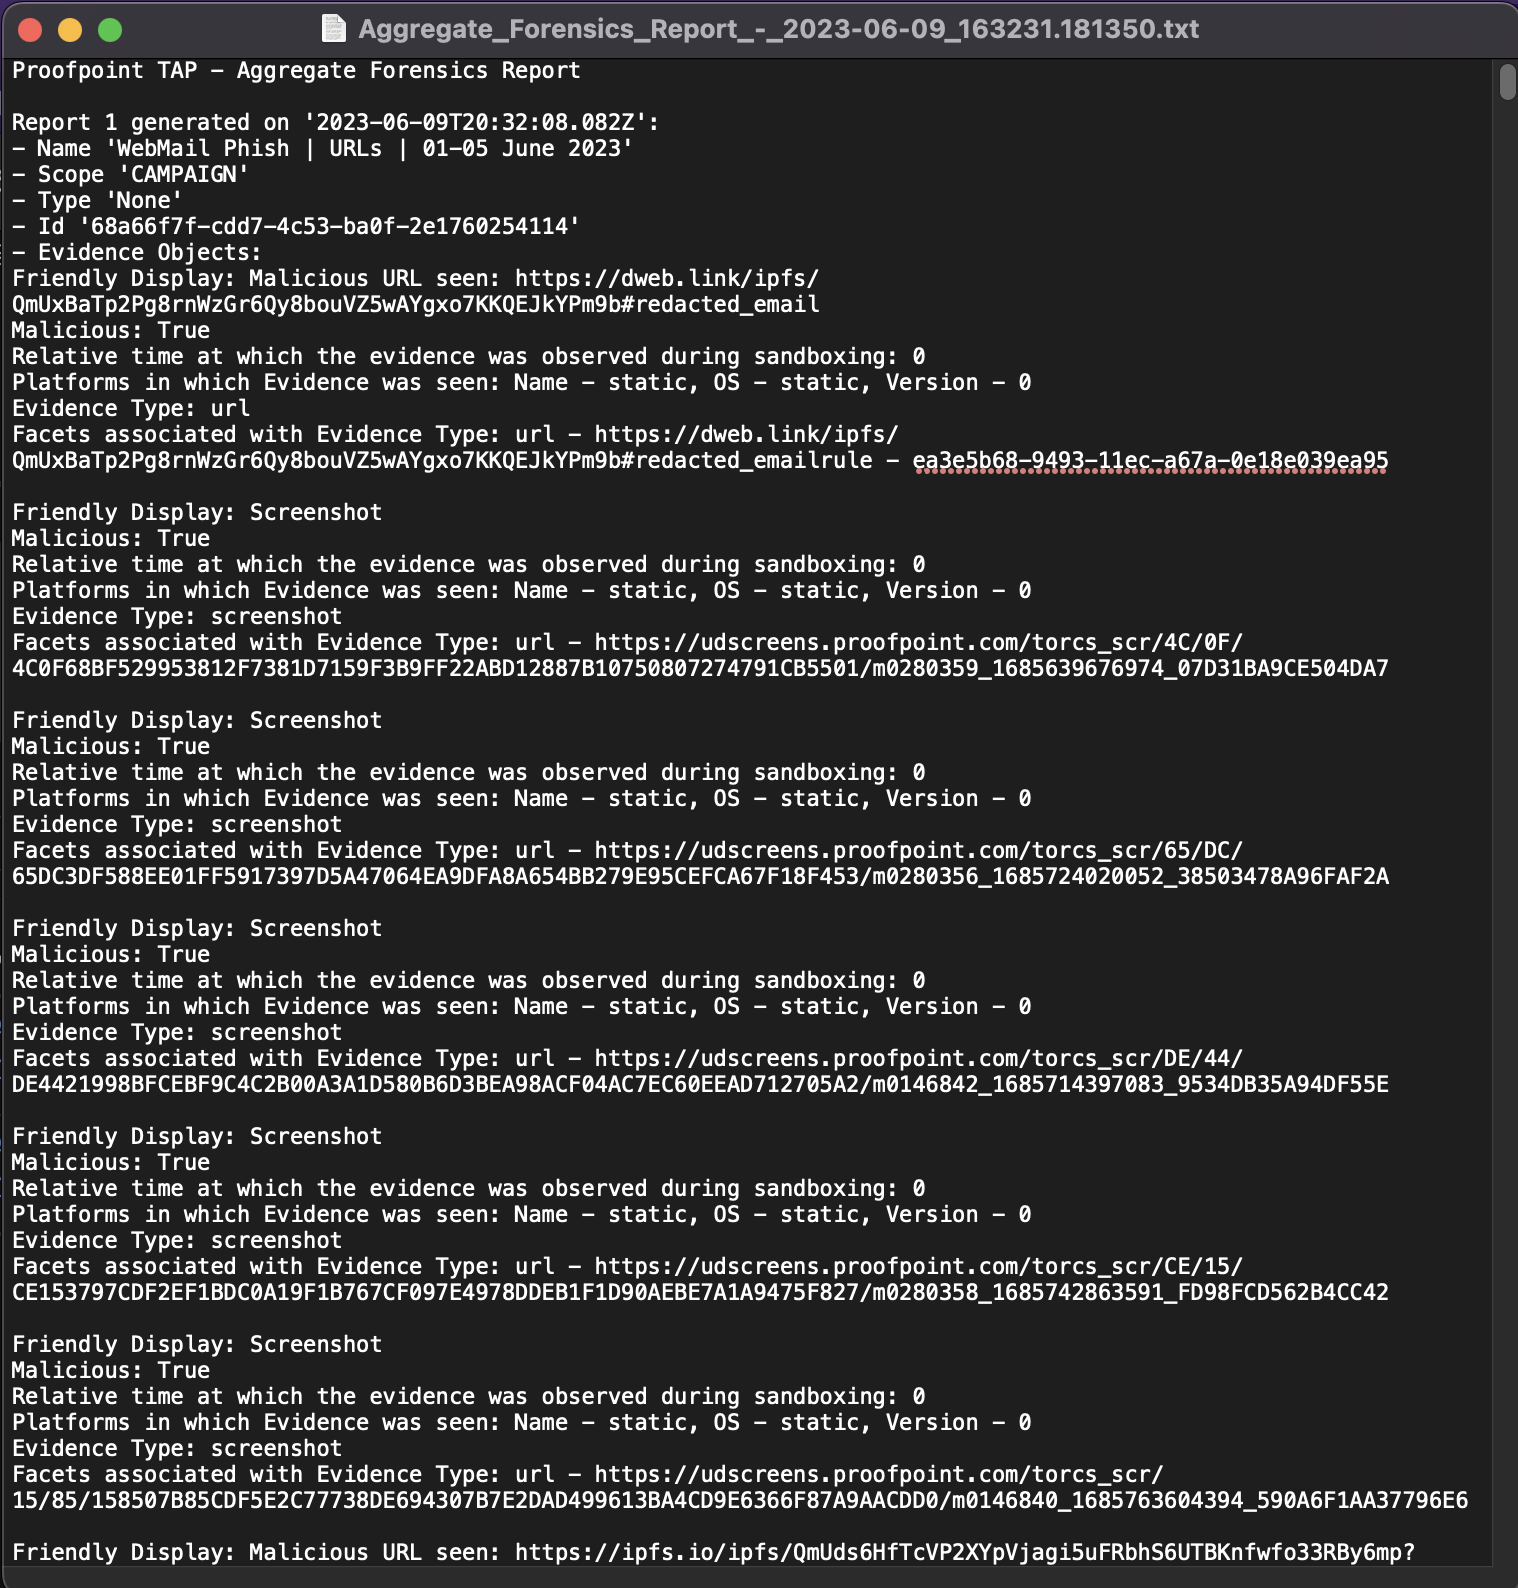 Aggregate_Forensics_Report_-_2023-06-09_163231.181350.txt
Proofpoint TAP - Aggregate Forensics Report
Report 1 generated on '2023-06-09T20:32:08.082Z':
- Name 'WebMail Phish | URLs | 01-05 June 2023'
- Scope 'CAMPAIGN'
- Type 'None'
- Id '68a66f7f-cdd7-4c53-ba0f-2e1760254114'
- Evidence Objects:
Friendly Display: Malicious URL seen: https://dweb.link/ipfs/
QmUxBaTp2Pg8rnWzGr6Qy8bouVZ5wAYgxo7KKQEJkYPm9b#redacted_email
Malicious: True
Relative time at which the evidence was observed during sandboxing: 0
Platforms in which Evidence was seen: Name - static, OS - static, Version - 0
Evidence Type: url
Facets associated with Evidence Type: url - https://dweb.link/ipfs/
QmUxBaTp2Pg8rnWzGr6Qy8bouVZ5wAYgxo7KKQEJkYPm9b#redacted_emailrule - ea3e5b68-9493-11ec-a67a-0e18e039ea95
Friendly Display: Screenshot
Malicious: True
Relative time at which the evidence was observed during sandboxing: 0
Platforms in which Evidence was seen: Name - static, OS - static, Version - 0
Evidence Type: screenshot
Facets associated with Evidence Type: url - https://udscreens.proofpoint.com/torcs_scr/4C/0F/
4C0F68BF529953812F7381D7159F3B9FF22ABD12887B10750807274791CB5501/m0280359_1685639676974_07D31BA9CE504DA7
Friendly Display: Screenshot
Malicious: True
Relative time at which the evidence was observed during sandboxing: 0
Platforms in which Evidence was seen: Name - static, OS - static, Version - 0
Evidence Type: screenshot
Facets associated with Evidence Type: url - https://udscreens.proofpoint.com/torcs_scr/65/DC/
65DC3DF588EE01FF5917397D5A47064EA9DFA8A654BB279E95CEFCA67F18F453/m0280356_1685724020052_38503478A96FAF2A
Friendly Display: Screenshot
Malicious: True
Relative time at which the evidence was observed during sandboxing: 0
Platforms in which Evidence was seen: Name - static, OS - static, Version - 0
Evidence Type: screenshot
Facets associated with Evidence Type: url - https://udscreens.proofpoint.com/torcs_scr/DE/44/
DE4421998BFCEBF9C4C2B00A3A1D580B6D3BEA98ACF04AC7EC60EEAD712705A2/m0146842_1685714397083_9534DB35A94DF55E
Friendly Display: Screenshot
Malicious: True
Relative time at which the evidence was observed during sandboxing: 0
Platforms in which Evidence was seen: Name - static, OS - static, Version - 0
Evidence Type: screenshot
Facets associated with Evidence Type: url - https://udscreens.proofpoint.com/torcs_scr/CE/15/
CE153797CDF2EF1BDC0A19F1B767CF097E4978DDEB1F1D90AEBE7A1A9475F827/m0280358_1685742863591_FD98FCD562B4CC42
Friendly Display: Screenshot
Malicious: True
Relative time at which the evidence was observed during sandboxing: 0
Platforms in which Evidence was seen: Name - static, OS - static, Version - 0
Evidence Type: screenshot
Facets associated with Evidence Type: url - https://udscreens.proofpoint.com/torcs_scr/
15/85/158507B85CDF5E2C77738DE694307B7E2DAD499613BA4CD9E6366F87A9AACDD0/m0146840_1685763604394_590A6F1AA37796E6
Friendly Display: Malicious URL seen: https://ipfs.io/ipfs/QmUds6HfTcVP2XYpVjagi5uFRbhS6UTBKnfwfo33RBy6mp?